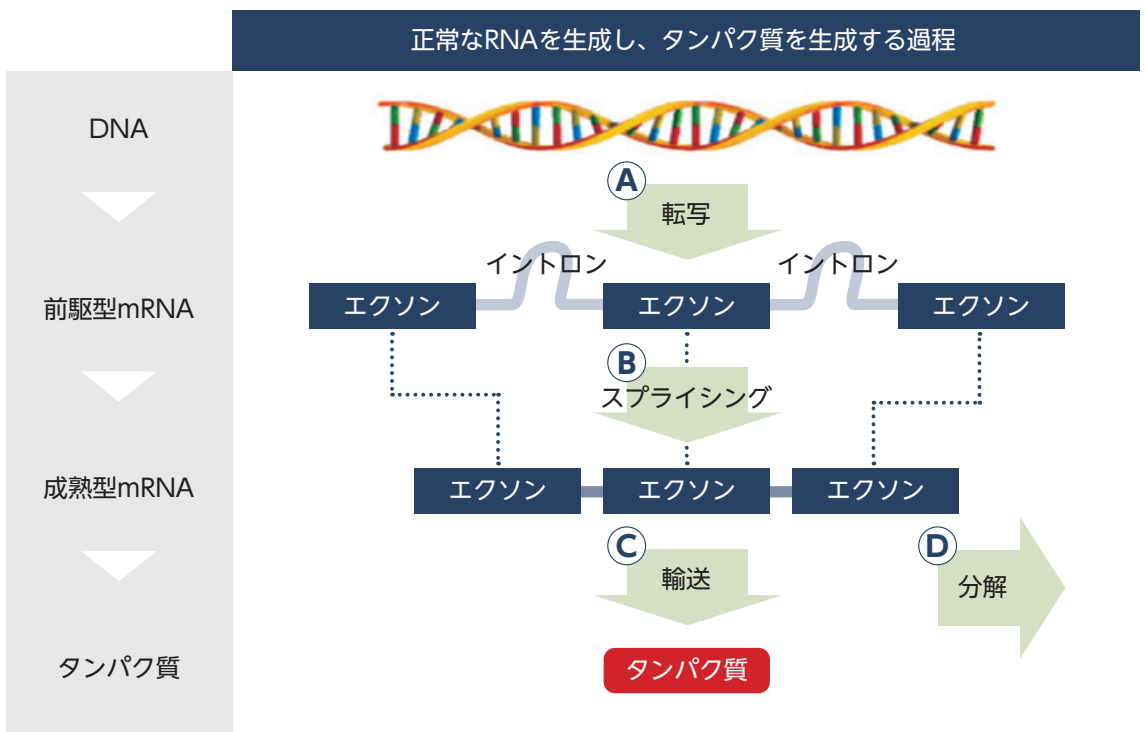 正常なRNAを生成し、タンパク質を生成する過程
DNA
A
転写
イントロン
イントロン
前駆型mRNA
エクソン
エクソン
エクソン
B
スプライシング
成熟型mRNA
エクソン
エクソン
エクソン
C
輸送
D
分解
タンパク質
タンパク質